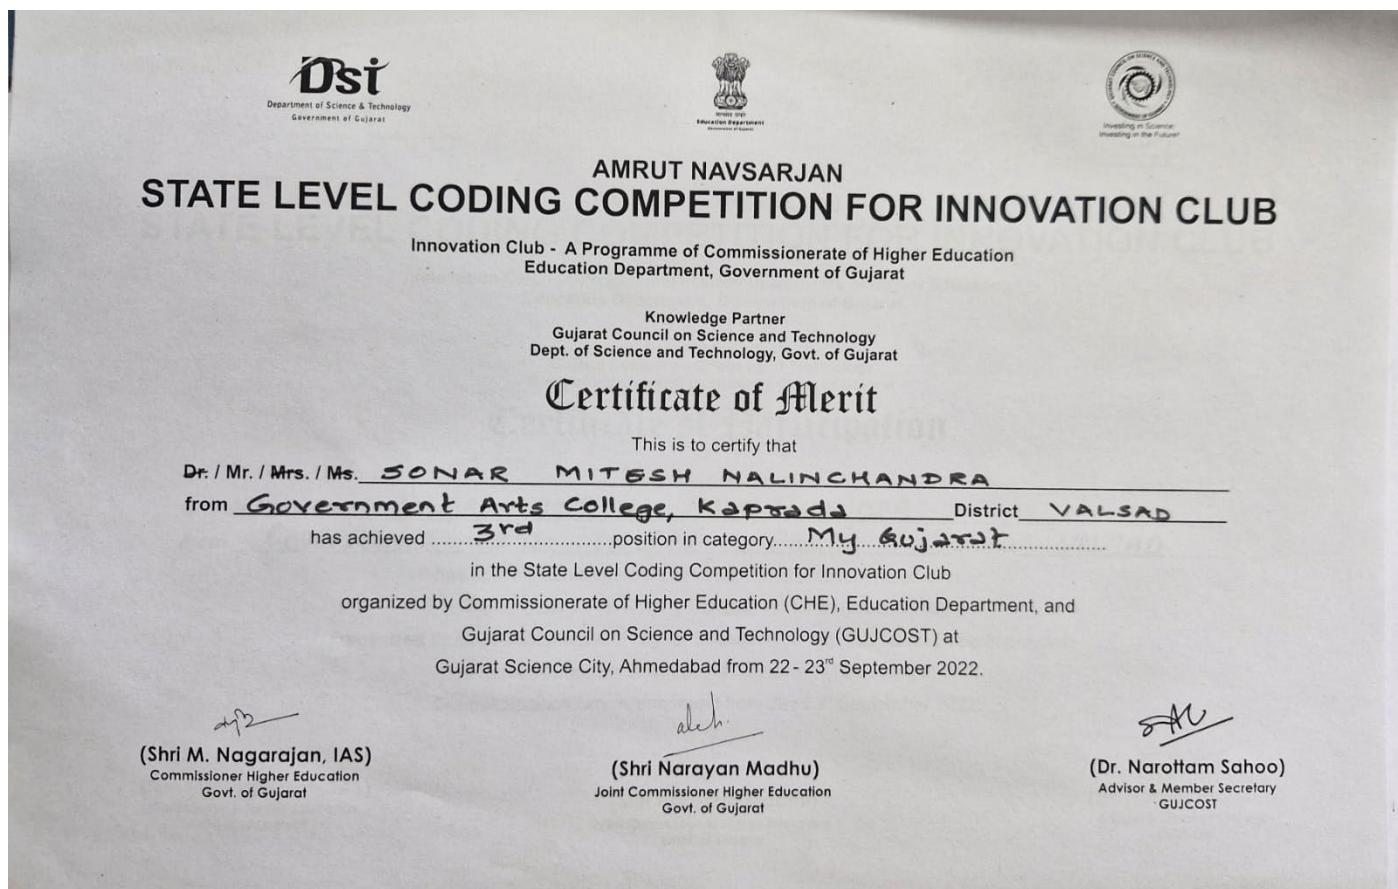 Dst
Department of Science & Technology
Government of Gujarat
Education Department
Investing in Science
Investing in the Future!
AMRUT NAVSARJAN
STATE LEVEL CODING COMPETITION FOR INNOVATION CLUB
Innovation Club - A Programme of Commissionerate of Higher Education
Education Department, Government of Gujarat
Knowledge Partner
Gujarat Council on Science and Technology
Dept. of Science and Technology, Govt. of Gujarat
Certificate of Merit
This is to certify that
Dr. / Mr. / Mrs. / Ms. SONAR MITESH NALINCHANDRA
from Government Arts College, Kaprada District VALSAD
has achieved ........3rd.............position in category......My Gujarat..............
in the State Level Coding Competition for Innovation Club
organized by Commissionerate of Higher Education (CHE), Education Department, and
Gujarat Council on Science and Technology (GUJCOST) at
Gujarat Science City, Ahmedabad from 22 - 23rd September 2022.
(Shri M. Nagarajan, IAS)
Commissioner Higher Education
Govt. of Gujarat
(Shri Narayan Madhu)
Joint Commissioner Higher Education
Govt. of Gujarat
(Dr. Narottam Sahoo)
Advisor & Member Secretary
GUJCOST